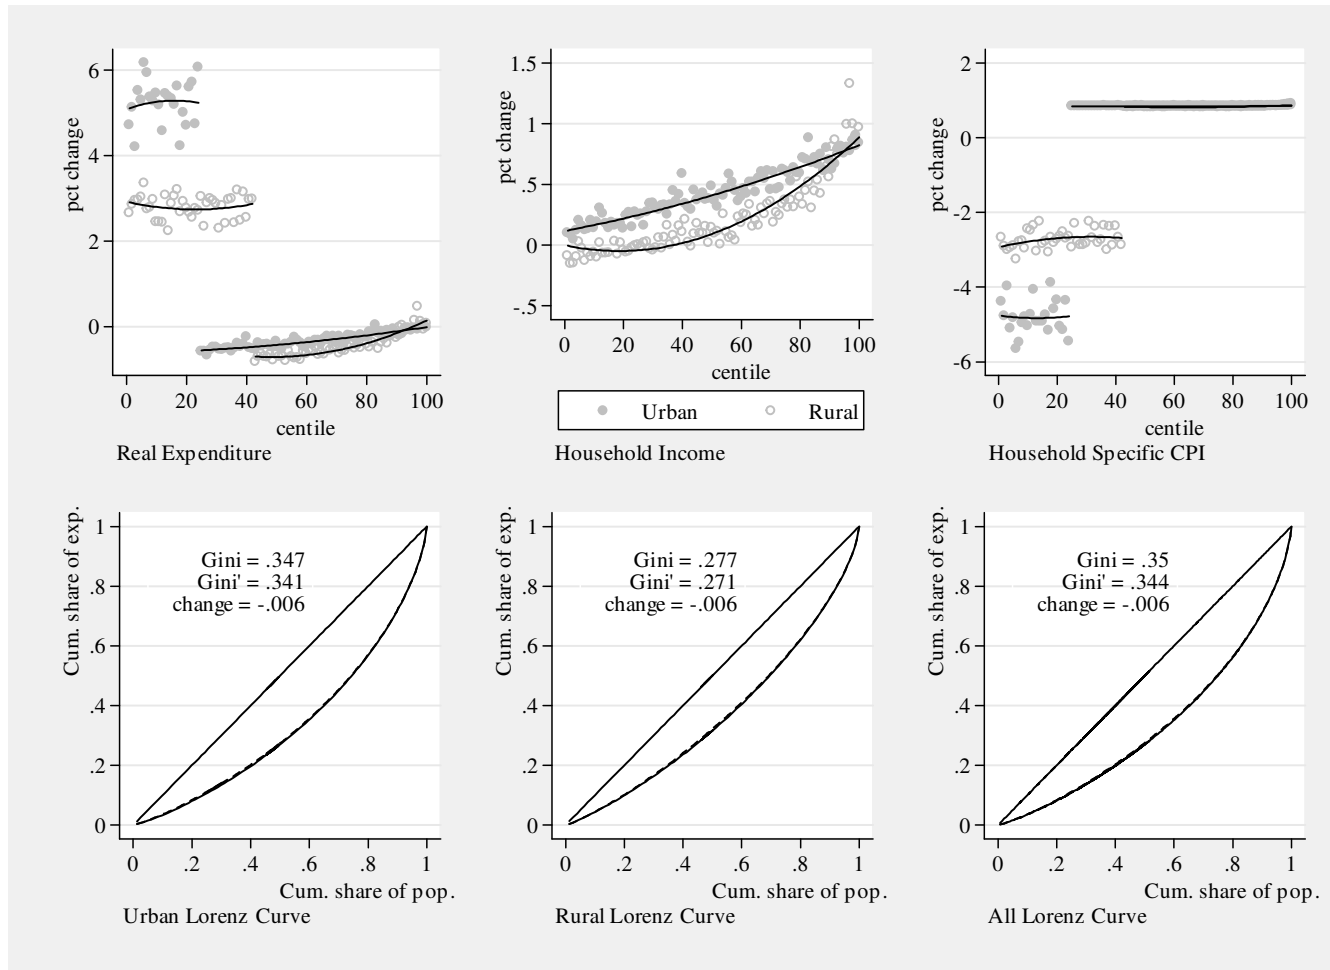 pct change
6
4
2
0
0 20 40 60 80 100
centile
Real Expenditure
pct change
1.5
1
.5
0
-.5
0 20 40 60 80 100
centile
Urban Rural
Household Income
pct change
2
0
-2
-4
-6
0 20 40 60 80 100
centile
Household Specific CPI
Cum. share of exp.
1
.8
.6
.4
.2
0
Gini = .347
Gini' = .341
change = -.006
0 .2 .4 .6 .8 1
Cum. share of pop.
Urban Lorenz Curve
Cum. share of exp.
1
.8
.6
.4
.2
0
Gini = .277
Gini' = .271
change = -.006
0 .2 .4 .6 .8 1
Cum. share of pop.
Rural Lorenz Curve
Cum. share of exp.
1
.8
.6
.4
.2
0
Gini = .35
Gini' = .344
change = -.006
0 .2 .4 .6 .8 1
Cum. share of pop.
All Lorenz Curve